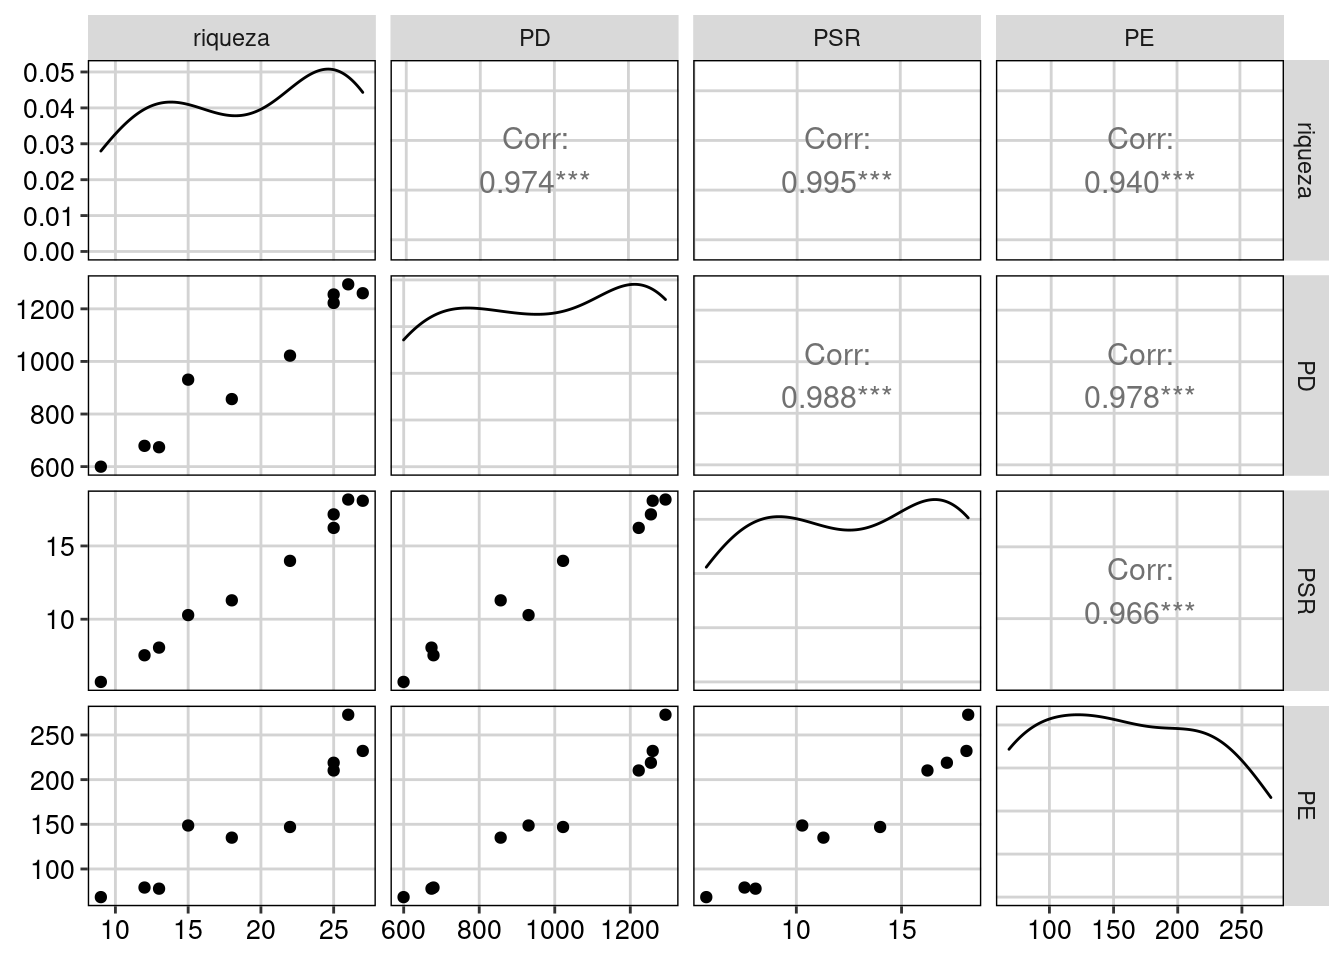 riqueza PD PSR PE
0.05
0.04
0.03
0.02
0.01
0.00
Corr:
0.974***
Corr:
0.995***
Corr:
0.940***
riqueza
1200
1000
800
600
Corr:
0.988***
Corr:
0.978***
PD
15
10
Corr:
0.966***
PSR
250
200
150
100
PE
10 15 20 25 600 800 1000 1200 10 15 100 150 200 250